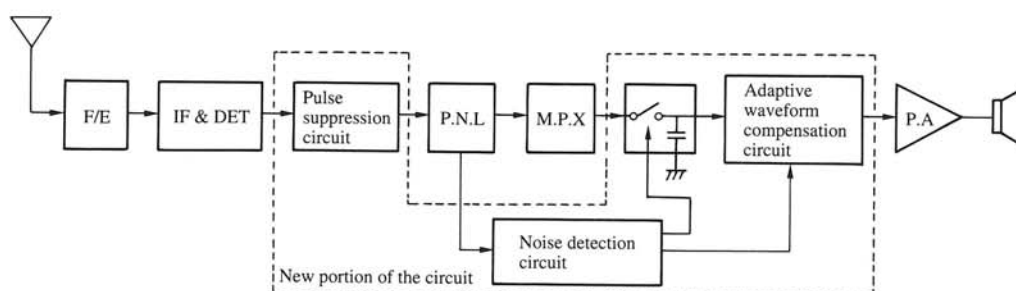 F/E
IF & DET
Pulse
suppression
circuit
P.N.L
M.P.X
Adaptive
waveform
compensation
circuit
P.A
Noise detection
circuit
New portion of the circuit